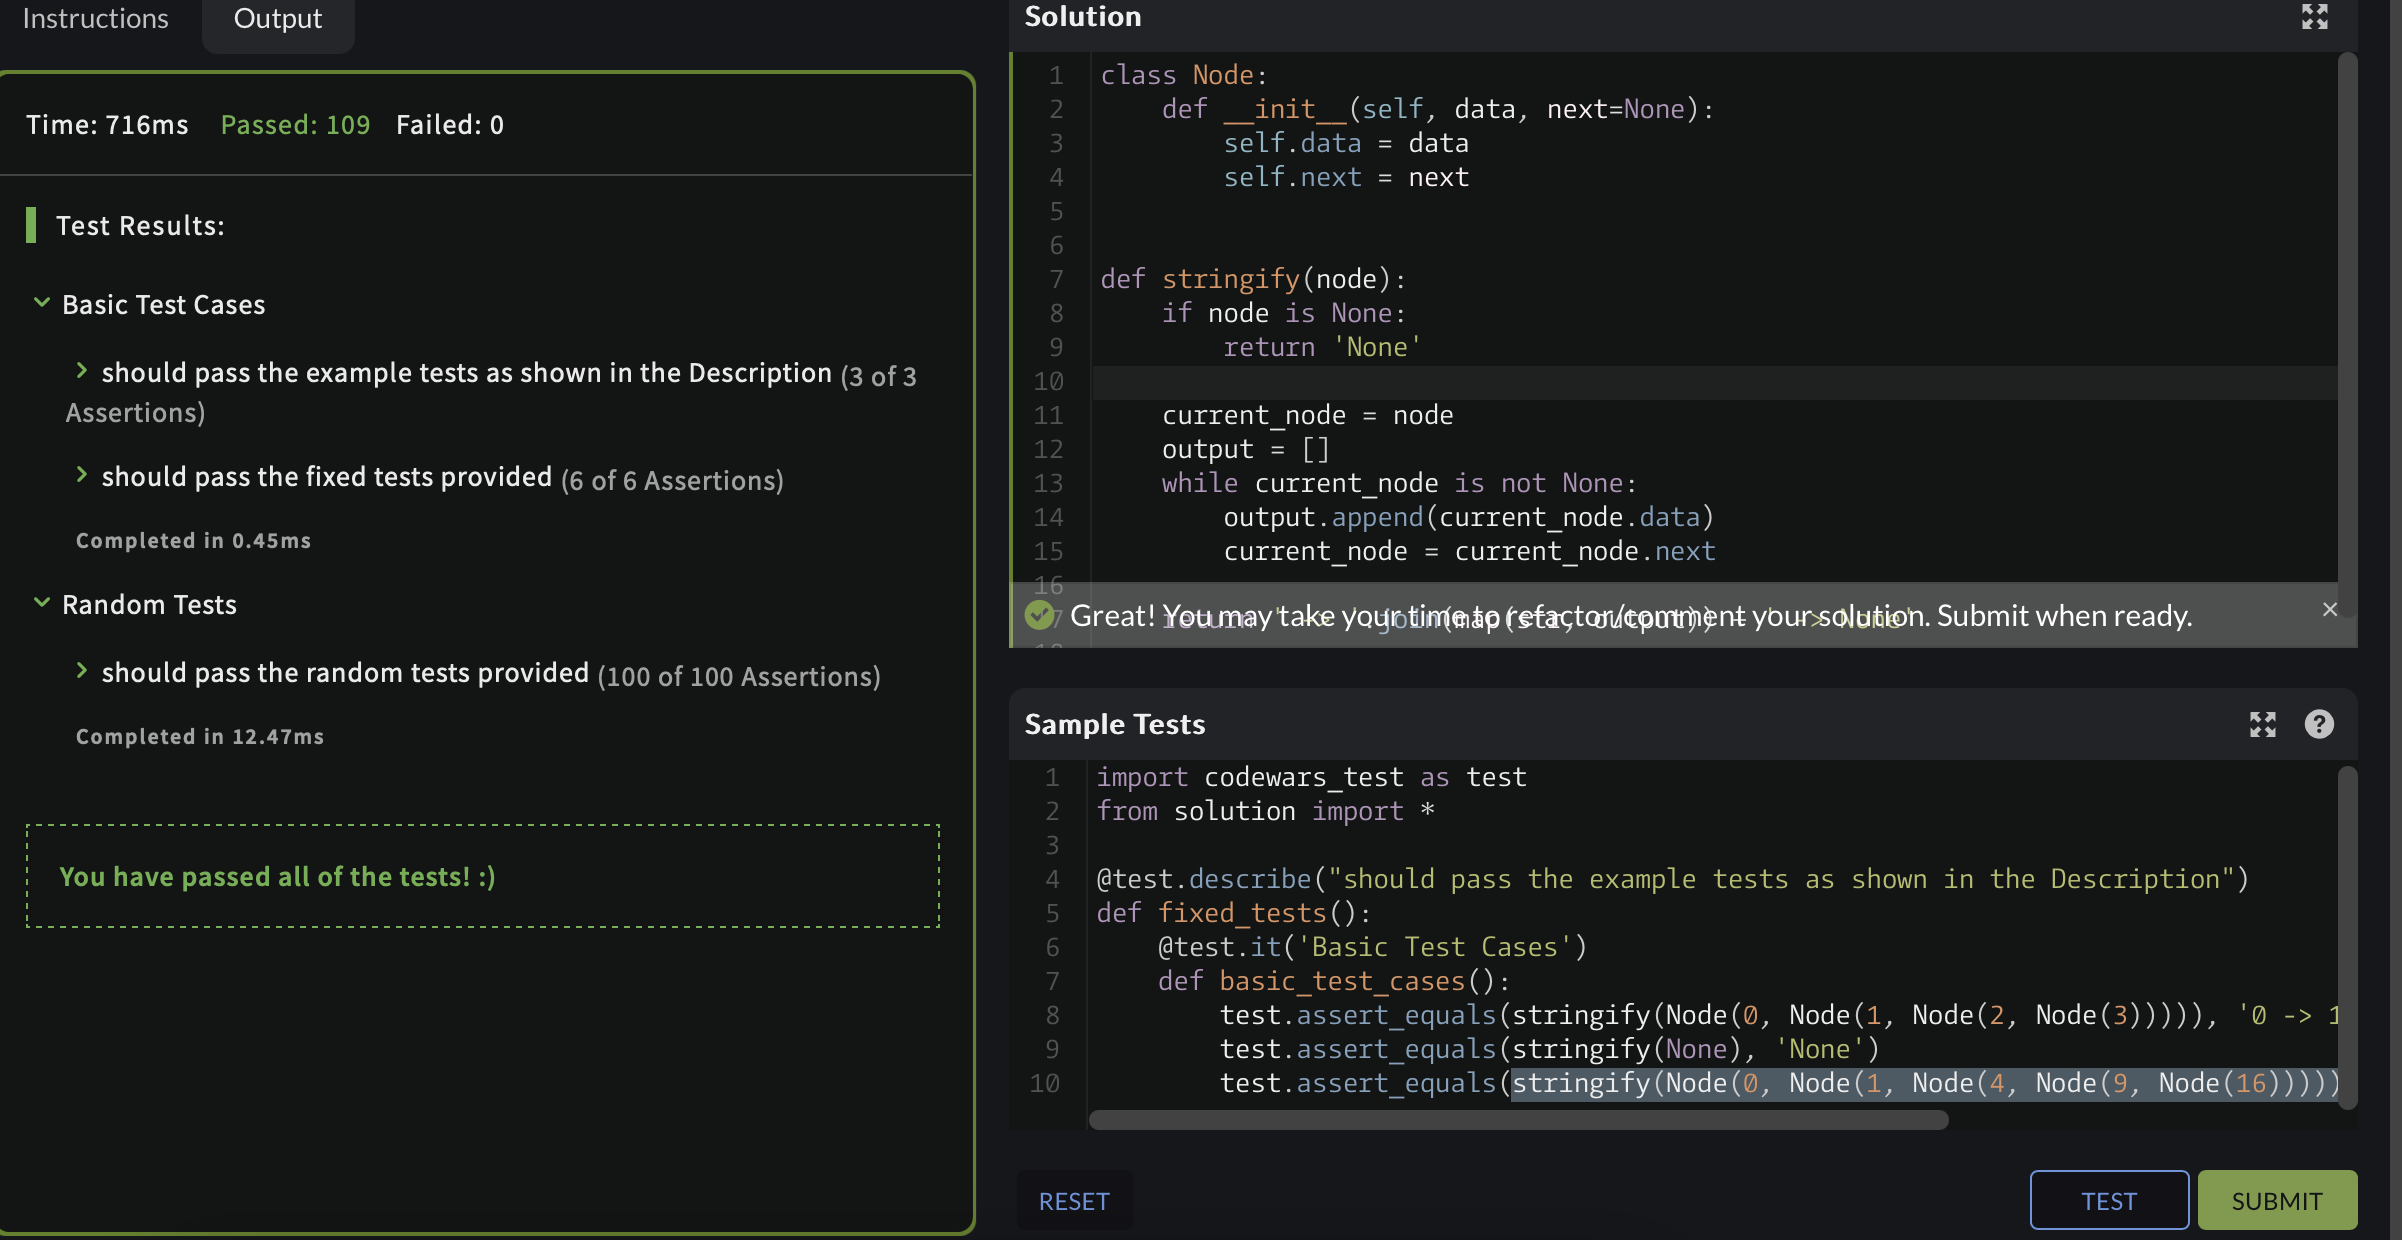 Instructions
Output
Time: 716ms Passed: 109 Failed: 0
Test Results:
Basic Test Cases
should pass the example tests as shown in the Description (3 of 3
Assertions)
should pass the fixed tests provided (6 of 6 Assertions)
Completed in 0.45ms
Random Tests
should pass the random tests provided (100 of 100 Assertions)
Completed in 12.47ms
You have passed all of the tests! :)
Solution
1 class Node:
2     def __init__(self, data, next=None):
3         self.data = data
4         self.next = next
5
6
7 def stringify(node):
8     if node is None:
9         return 'None'
10
11     current_node = node
12     output = []
13     while current_node is not None:
14         output.append(current_node.data)
15         current_node = current_node.next
16
Great! You may take your time to refactor/comment your solution. Submit when ready.
Sample Tests
1 import codewars_test as test
2 from solution import *
3
4 @test.describe("should pass the example tests as shown in the Description")
5 def fixed_tests():
6     @test.it('Basic Test Cases')
7     def basic_test_cases():
8         test.assert_equals(stringify(Node(0, Node(1, Node(2, Node(3))))), '0 -> 1
9         test.assert_equals(stringify(None), 'None')
10         test.assert_equals(stringify(Node(0, Node(1, Node(4, Node(9, Node(16)))))
RESET
TEST
SUBMIT